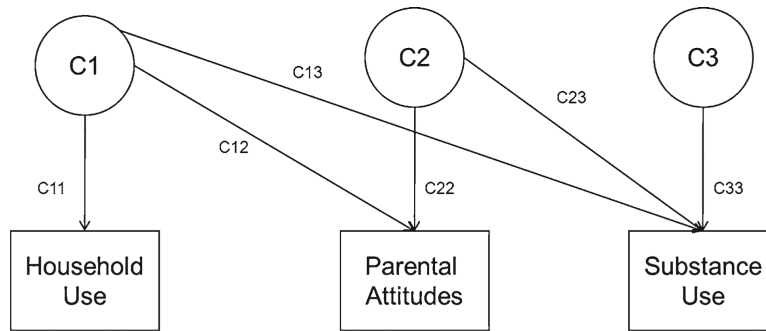 C1
C2
C3
C13
C23
C12
C11
C22
C33
Household
Use
Parental
Attitudes
Substance
Use